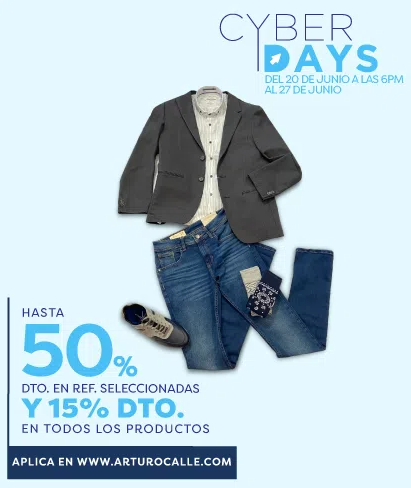 CYBER
DAYS
DEL 20 DE JUNIO A LAS 6PM
AL 27 DE JUNIO
HASTA
50%
DTO. EN REF. SELECCIONADAS
Y 15% DTO.
EN TODOS LOS PRODUCTOS
APLICA EN WWW.ARTUROCALLE.COM